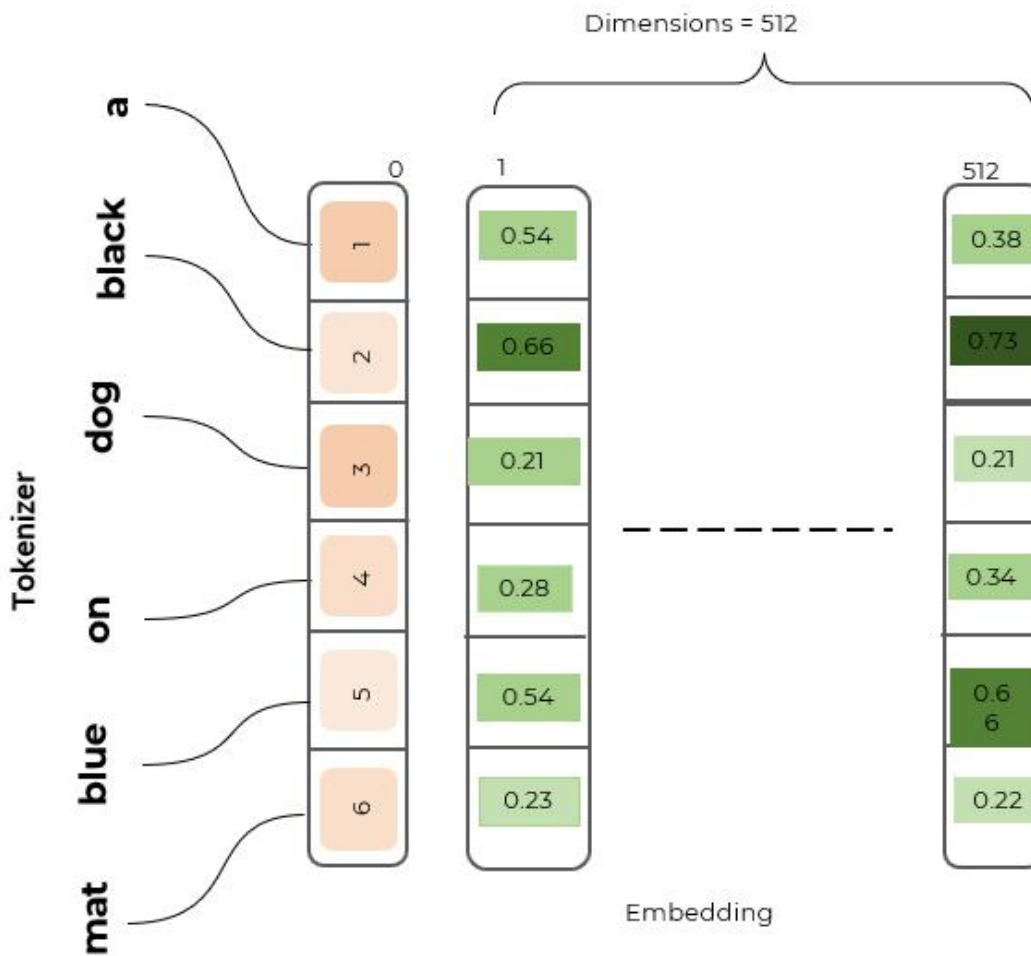 Dimensions = 512
0
1
512
Tokenizer
a
1
0.54
0.38
black
2
0.66
0.73
dog
3
0.21
0.21
on
4
0.28
0.34
blue
5
0.54
0.6
6
mat
6
0.23
0.22
Embedding